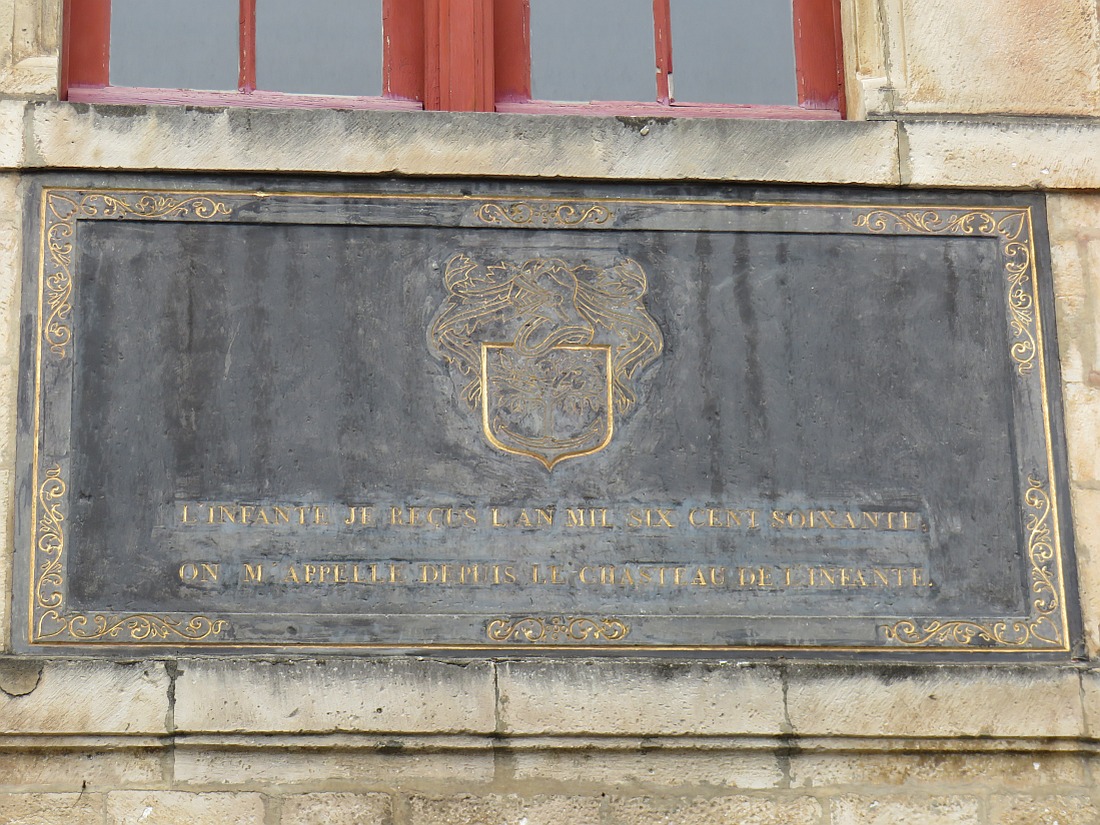 L'INFANTE JE REÇUS L'AN MIL SIX CENT SOIXANTE.
ON M'APPELLE DEPUIS LE CHASTEAU DE L'INFANTE.